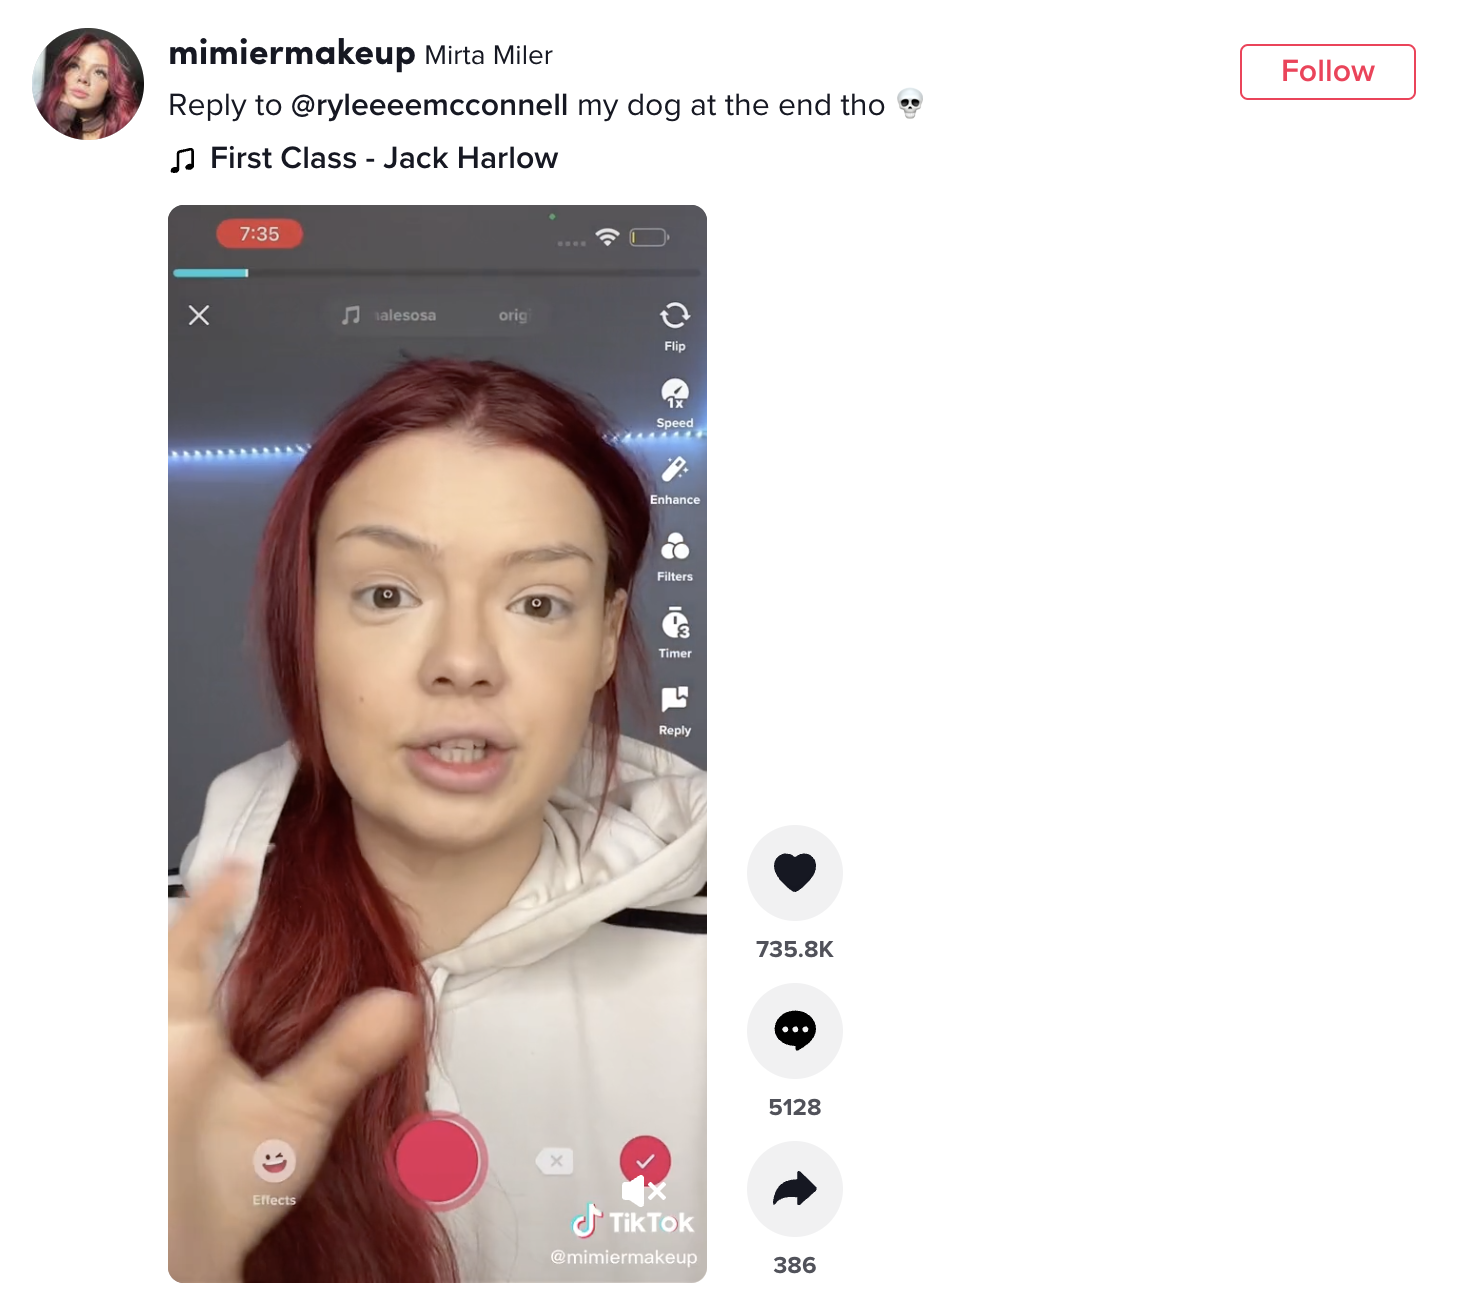 mimiermakeup Mirta Miler
Follow
Reply to @ryleeeemcconnell my dog at the end tho 💀
First Class - Jack Harlow
7:35
alesosa orig
Flip
1x
Speed
Enhance
Filters
3
Timer
Reply
Effects
TikTok
@mimiermakeup
735.8K
5128
386